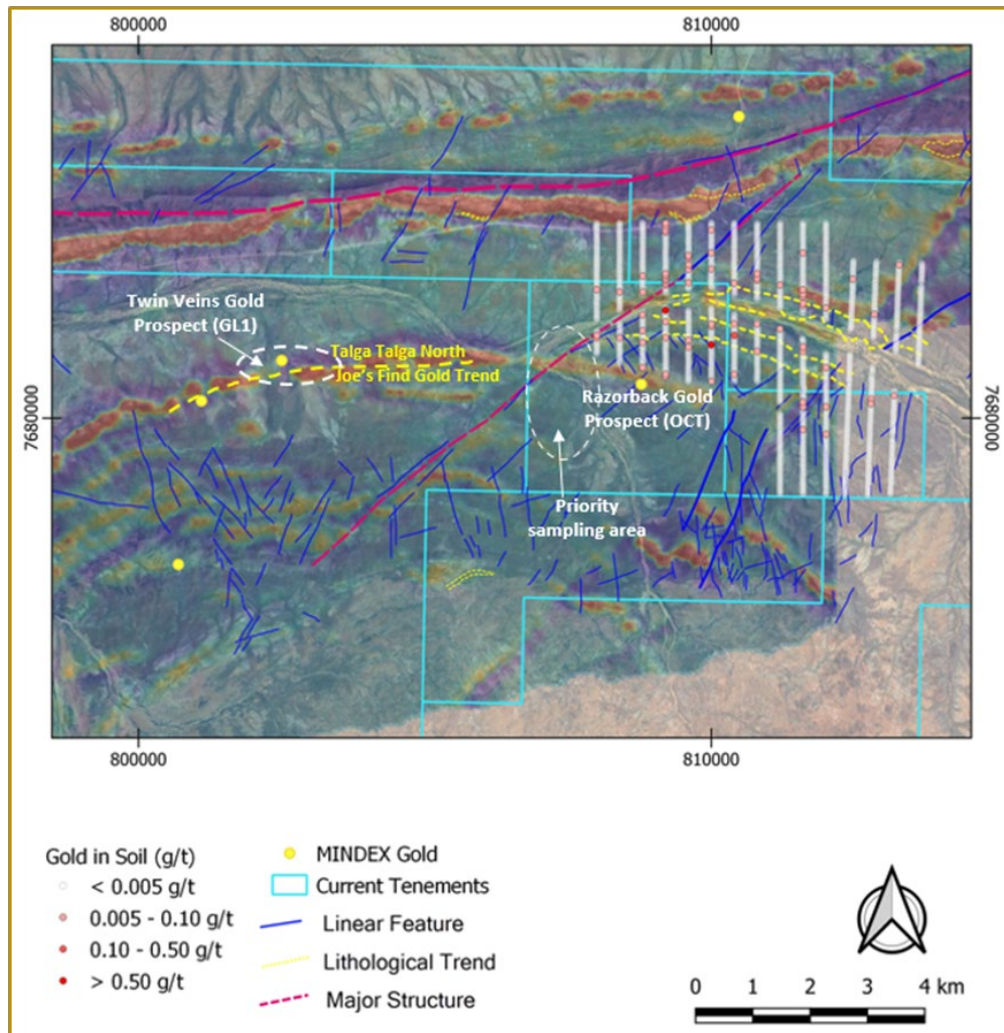 800000
810000
Twin Veins Gold
Prospect (GL1)
Talga Talga North
Joe's Find Gold Trend
Razorback Gold
Prospect (OCT)
7680000
7680000
Priority
sampling area
800000
810000
Gold in Soil (g/t)
< 0.005 g/t
0.005 - 0.10 g/t
0.10 - 0.50 g/t
> 0.50 g/t
MINDEX Gold
Current Tenements
Linear Feature
Lithological Trend
Major Structure
0 1 2 3 4 km